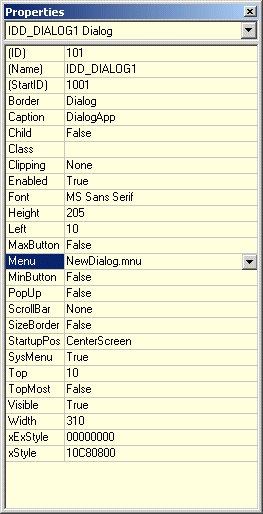 Properties
IDD_DIALOG1 Dialog
(ID) 101
(Name) IDD_DIALOG1
(StartID) 1001
Border Dialog
Caption DialogApp
Child False
Class
Clipping None
Enabled True
Font MS Sans Serif
Height 205
Left 10
MaxButton False
Menu NewDialog.mnu
MinButton False
PopUp False
ScrollBar None
SizeBorder False
StartupPos CenterScreen
SysMenu True
Top 10
TopMost False
Visible True
Width 310
xExStyle 00000000
xStyle 10C80800